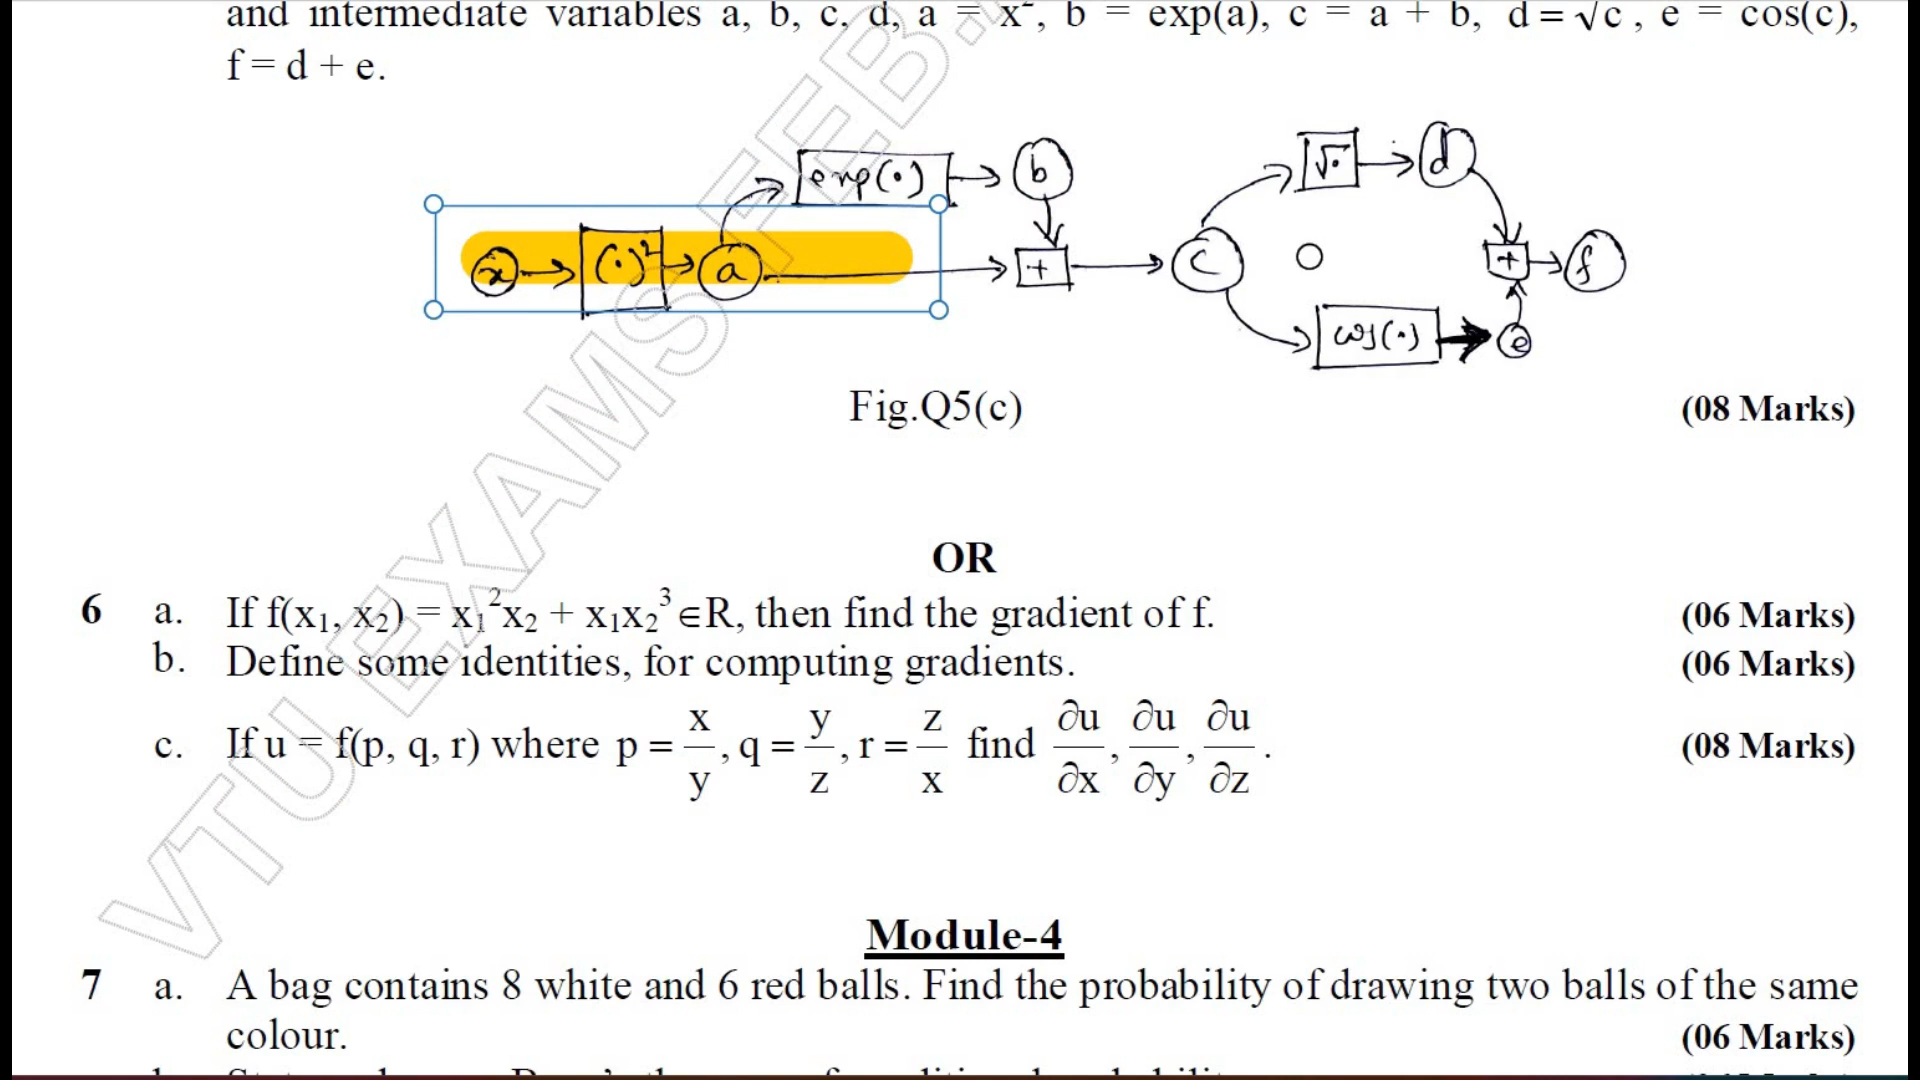 and intermediate variables a, b, c, d, a = x², b = exp(a), c = a + b, d = √c , e = cos(c),
f = d + e.
exp(·) b √· d
x (·)² a + c + f
cos(·) e
Fig.Q5(c) (08 Marks)
OR
6 a. If f(x₁, x₂) = x₁²x₂ + x₁x₂³ ∈R, then find the gradient of f. (06 Marks)
b. Define some identities, for computing gradients. (06 Marks)
c. If u = f(p, q, r) where p = x/y , q = y/z , r = z/x find ∂u/∂x , ∂u/∂y , ∂u/∂z . (08 Marks)
Module-4
7 a. A bag contains 8 white and 6 red balls. Find the probability of drawing two balls of the same
colour. (06 Marks)
VTU EXAMS FEB.